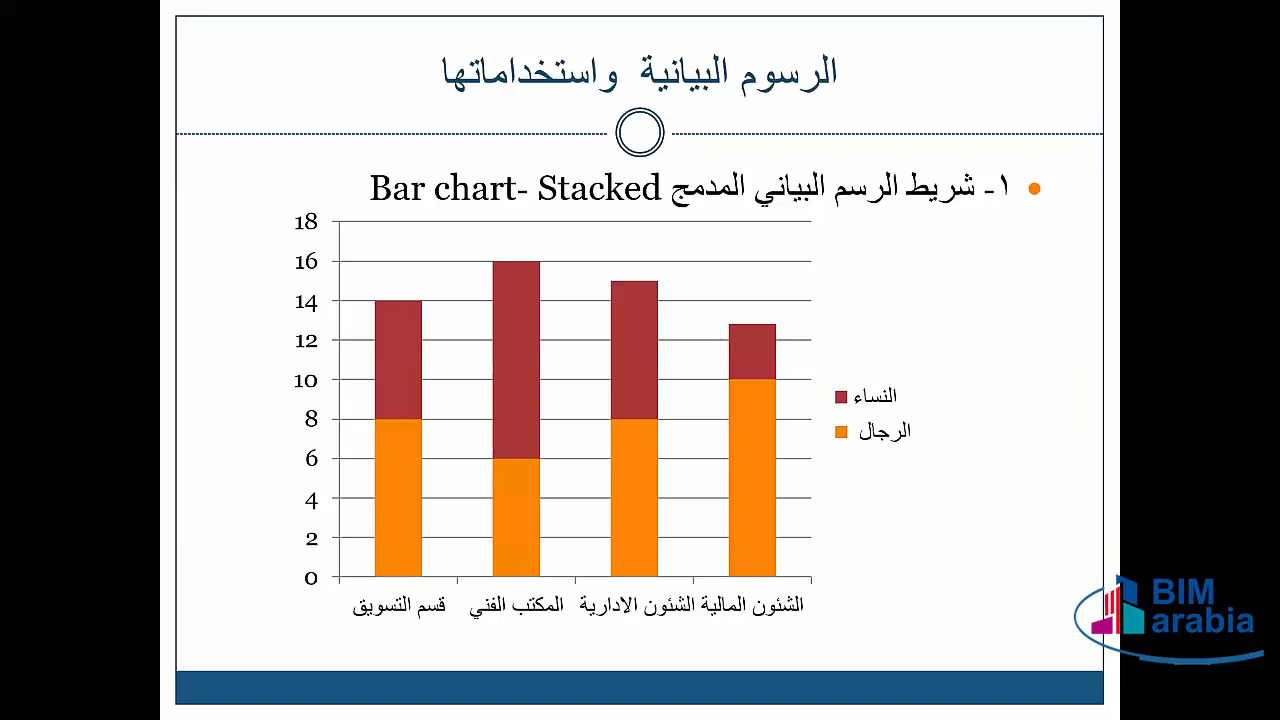 الرسوم البيانية واستخداماتها
١- شريط الرسم البياني المدمج Bar chart- Stacked
18
16
14
12
10
8
6
4
2
0
النساء
الرجال
قسم التسويق
المكتب الفني
الشئون الادارية
الشئون المالية
BIM
arabia